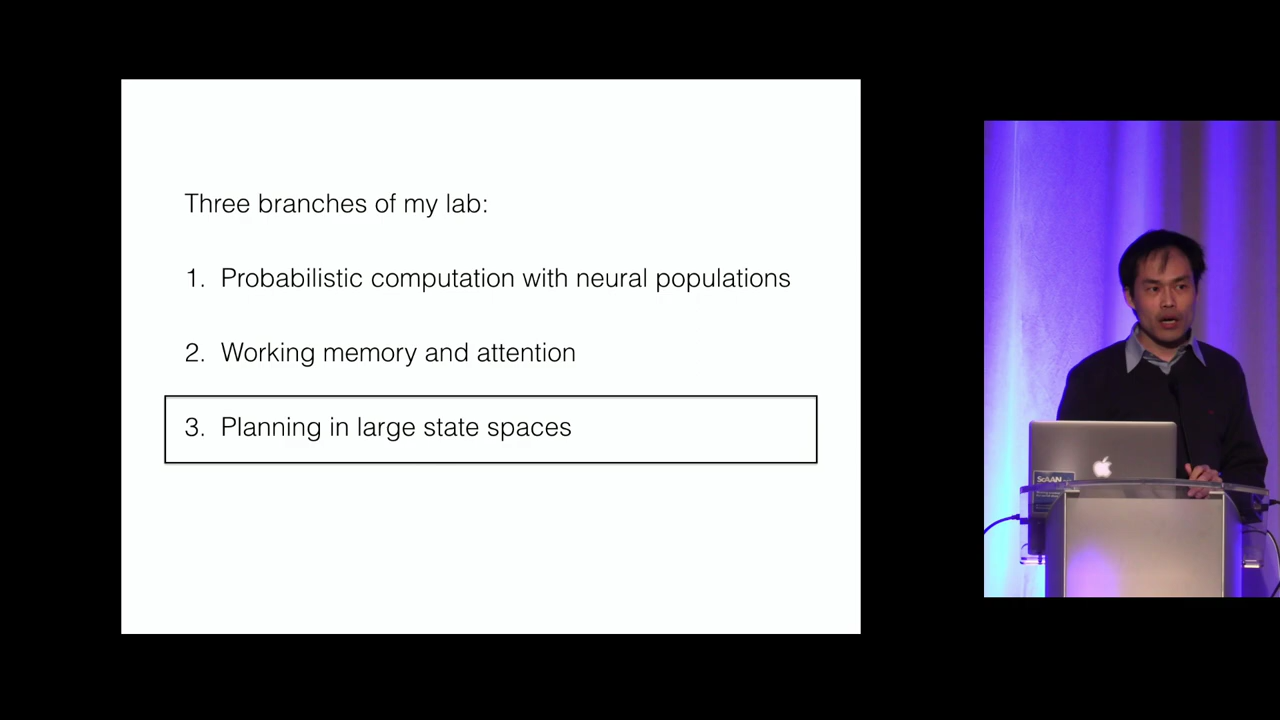 Three branches of my lab:
1. Probabilistic computation with neural populations
2. Working memory and attention
3. Planning in large state spaces